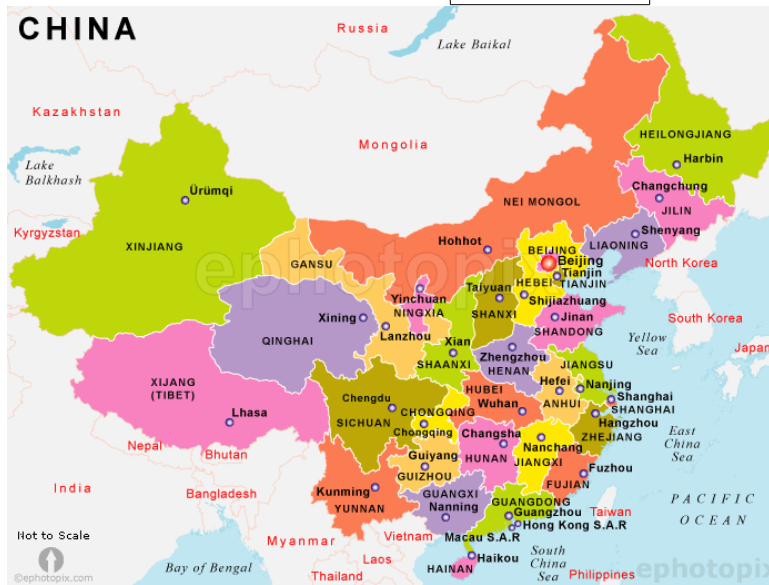 CHINA
Russia
Lake Baikal
Kazakhstan
Mongolia
HEILONGJIANG
Harbin
Lake
Balkhash
Changchung
JILIN
Ürümqi
NEI MONGOL
Kyrgyzstan
XINJIANG
Shenyang
LIAONING
Hohhot
BEIJING
Beijing
GANSU
North Korea
Tianjin
TIANJIN
HEBEI
Taiyuan
Yinchuan
Shijiazhuang
NINGXIA
SHANXI
Xining
Jinan
South Korea
Lanzhou
SHANDONG
QINGHAI
Yellow
Sea
Xian
Japan
Zhengzhou
SHAANXI
HENAN
JIANGSU
XIJANG
(TIBET)
Hefei
Nanjing
HUBEI
Chengdu
Shanghai
Wuhan
ANHUI
SHANGHAI
Lhasa
CHONGQING
SICHUAN
Hangzhou
Chongqing
Changsha
ZHEJIANG
East
China
Sea
Nepal
Nanchang
Bhutan
Guiyang
HUNAN
JIANGXI
Fuzhou
GUIZHOU
India
Kunming
FUJIAN
Bangladesh
GUANGXI
GUANGDONG
PACIFIC
OCEAN
YUNNAN
Nanning
Guangzhou
Taiwan
Hong Kong S.A.R
Not to Scale
Myanmar
Vietnam
Macau S.A.R
Laos
Haikou
South
China
Sea
Bay of Bengal
HAINAN
Thailand
Philippines
©ephotopix.com
ephotopix
ephotopix